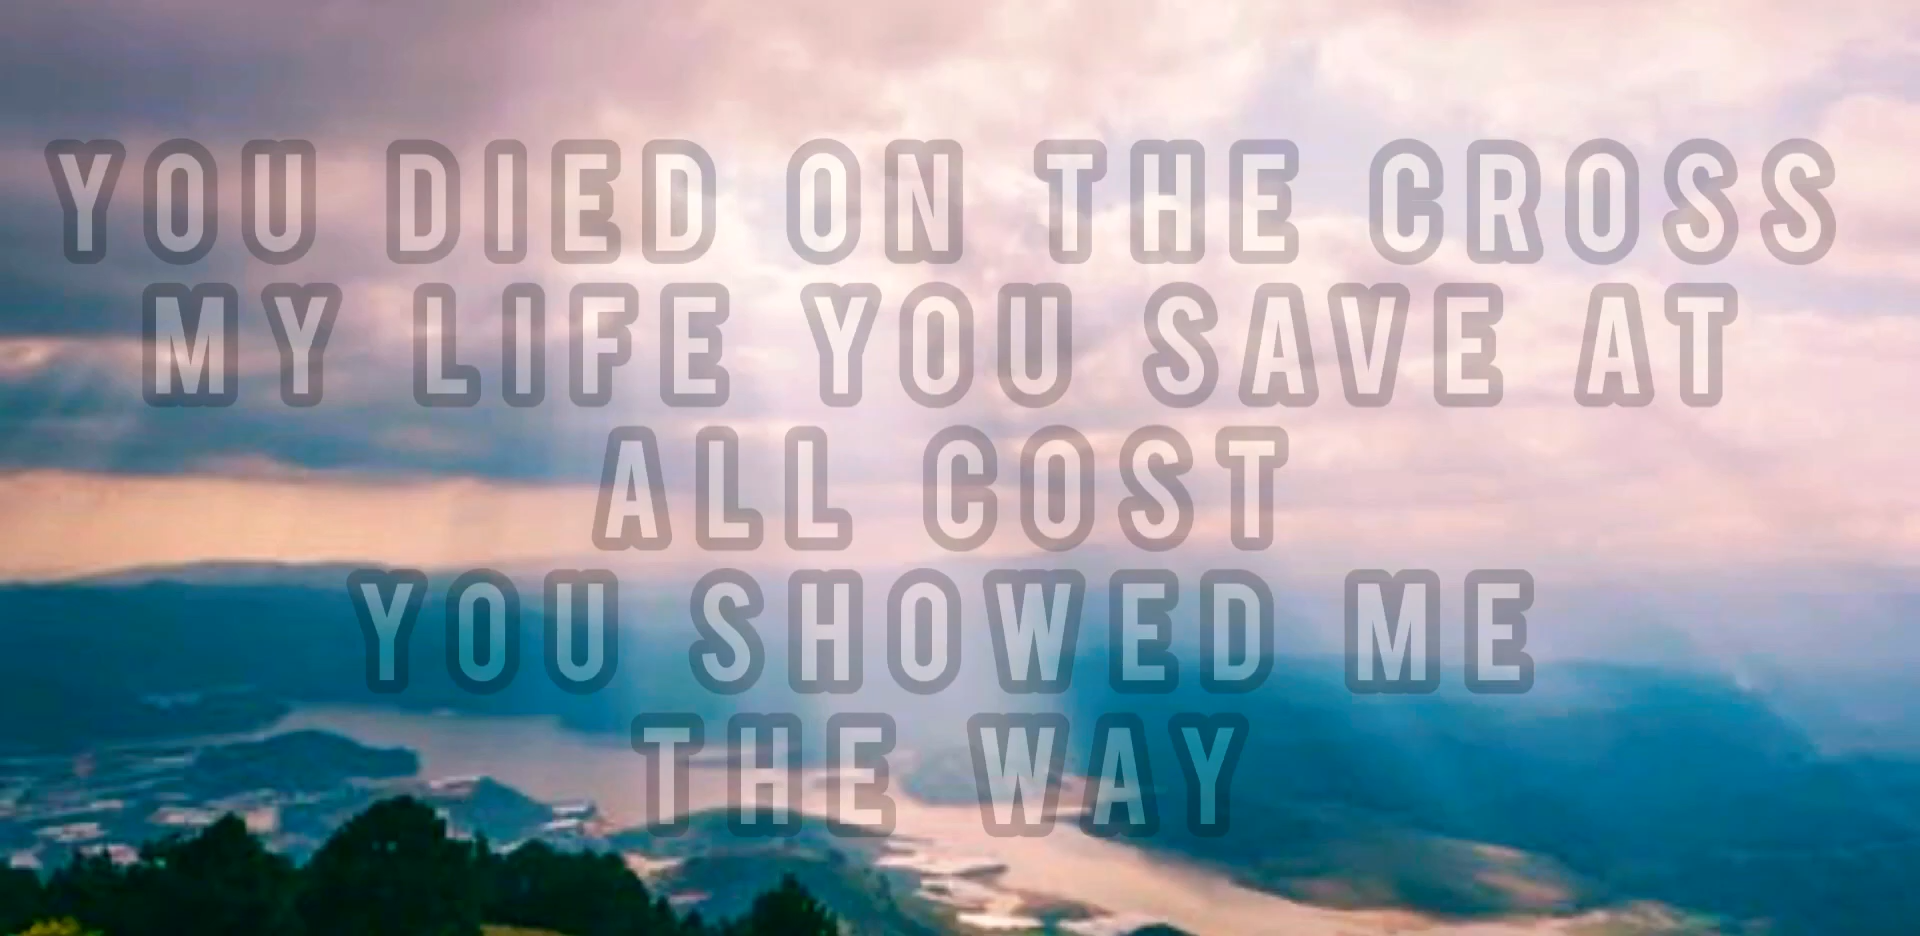 YOU DIED ON THE CROSS
MY LIFE YOU SAVE AT
ALL COST
YOU SHOWED ME
THE WAY